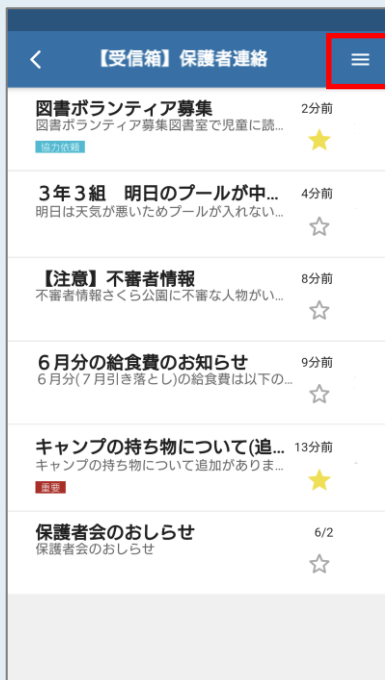 【受信箱】保護者連絡
図書ボランティア募集 2分前
図書ボランティア募集図書室で児童に読...
協力依頼
３年３組　明日のプールが中... 4分前
明日は天気が悪いためプールが入れない...
【注意】不審者情報 8分前
不審者情報さくら公園に不審な人物がい...
６月分の給食費のお知らせ 9分前
６月分(７月引き落とし)の給食費は以下の...
キャンプの持ち物について(追... 13分前
キャンプの持ち物について追加がありま...
重要
保護者会のおしらせ 6/2
保護者会のおしらせ